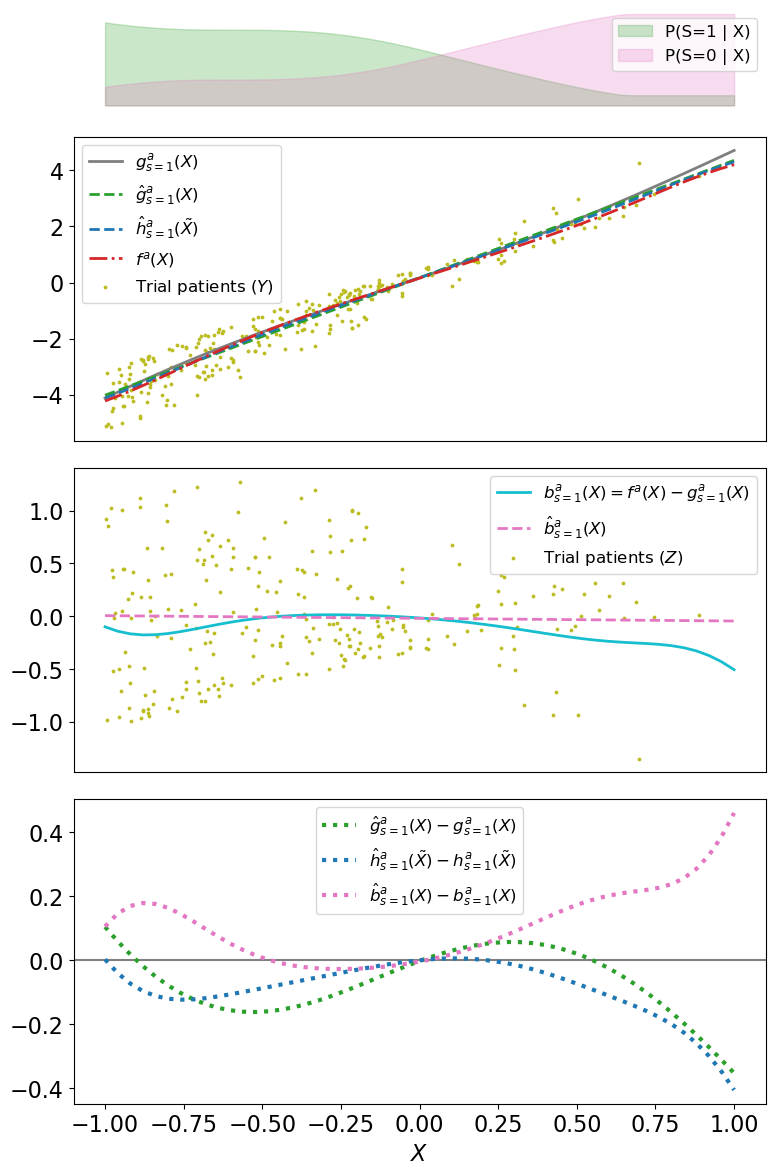 P(S=1 | X)
P(S=0 | X)
4
2
0
−2
−4
g^a_{s=1}(X)
ĝ^a_{s=1}(X)
ĥ^a_{s=1}(X̃)
f^a(X)
Trial patients (Y)
1.0
0.5
0.0
−0.5
−1.0
b^a_{s=1}(X) = f^a(X) − g^a_{s=1}(X)
b̂^a_{s=1}(X)
Trial patients (Z)
0.4
0.2
0.0
−0.2
−0.4
ĝ^a_{s=1}(X) − g^a_{s=1}(X)
ĥ^a_{s=1}(X̃) − h^a_{s=1}(X̃)
b̂^a_{s=1}(X) − b^a_{s=1}(X)
−1.00 −0.75 −0.50 −0.25 0.00 0.25 0.50 0.75 1.00
X